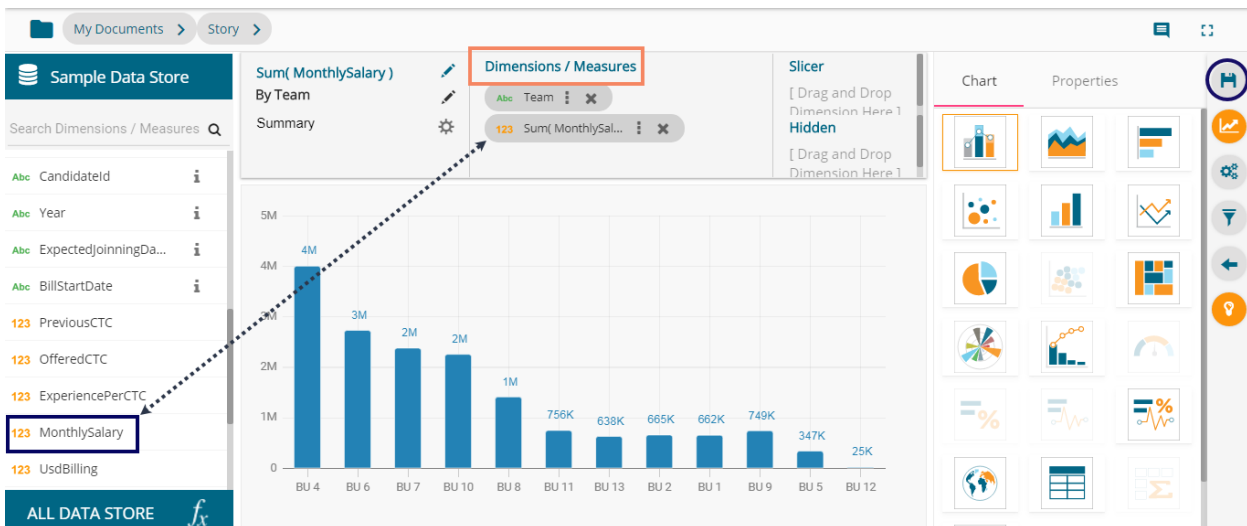 My Documents > Story >
Sample Data Store
Search Dimensions / Measures
Abc CandidateId i
Abc Year i
Abc ExpectedJoinningDa... i
Abc BillStartDate i
123 PreviousCTC
123 OfferedCTC
123 ExperiencePerCTC
123 MonthlySalary
123 UsdBilling
ALL DATA STORE fx
Sum( MonthlySalary )
By Team
Summary
Dimensions / Measures
Abc Team
123 Sum( MonthlySal...
Slicer
[ Drag and Drop
Dimension Here ]
Hidden
[ Drag and Drop
Dimension Here ]
5M
4M
3M
2M
1M
0
4M
3M
2M
2M
1M
756K
638K
665K
662K
749K
347K
25K
BU 4 BU 6 BU 7 BU 10 BU 8 BU 11 BU 13 BU 2 BU 1 BU 9 BU 5 BU 12
Chart Properties
%
%
Σ